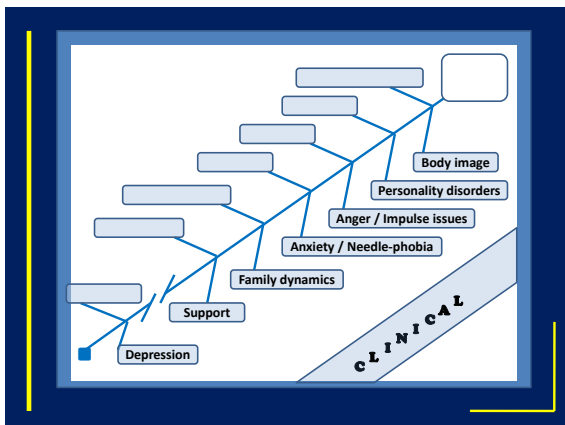 Body image
Personality disorders
Anger / Impulse issues
Anxiety / Needle-phobia
Family dynamics
Support
Depression
CLINICAL